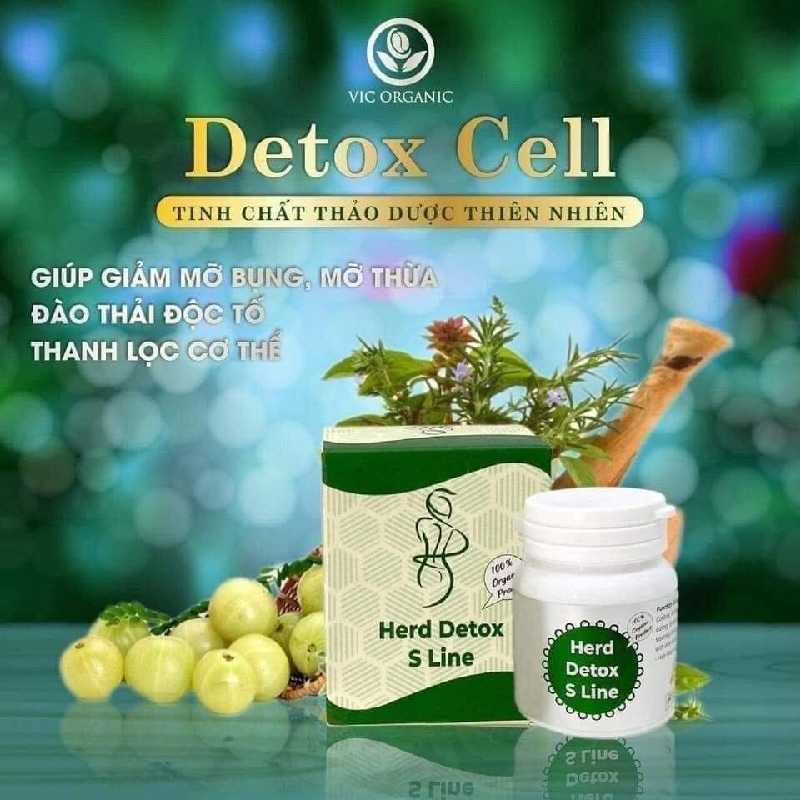 VIC ORGANIC
Detox Cell
TINH CHẤT THẢO DƯỢC THIÊN NHIÊN
GIÚP GIẢM MỠ BỤNG, MỠ THỪA
ĐÀO THẢI ĐỘC TỐ
THANH LỌC CƠ THỂ
100%
Herd Detox
S Line
Herd
Detox
S Line